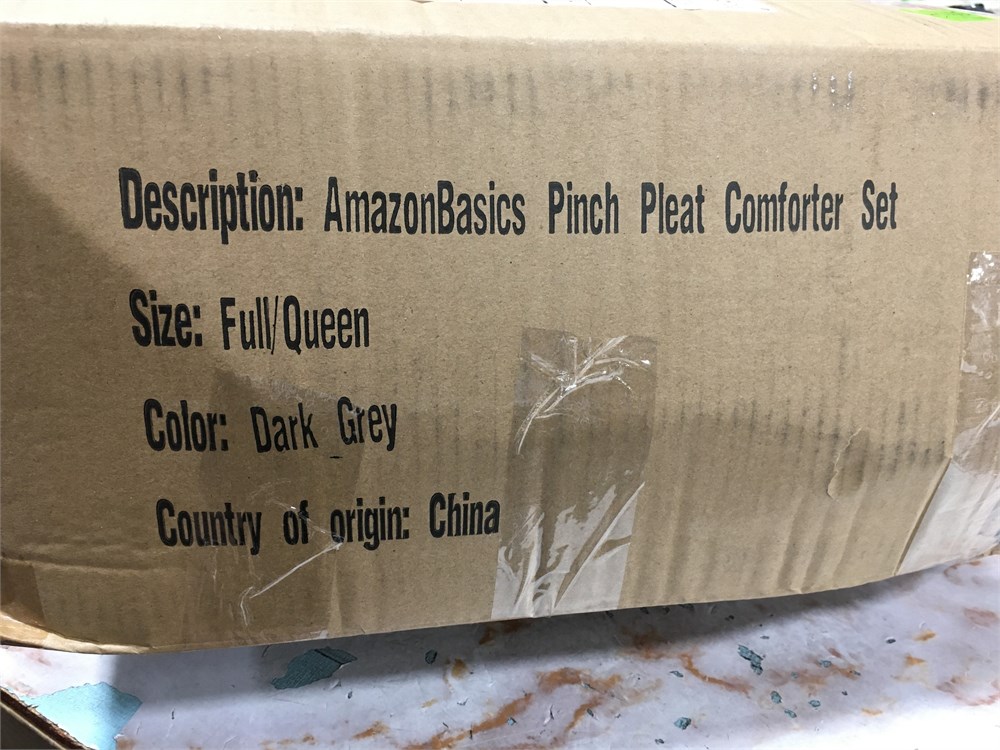 Description: AmazonBasics Pinch Pleat Comforter Set
Size: Full/Queen
Color: Dark Grey
Country of origin: China